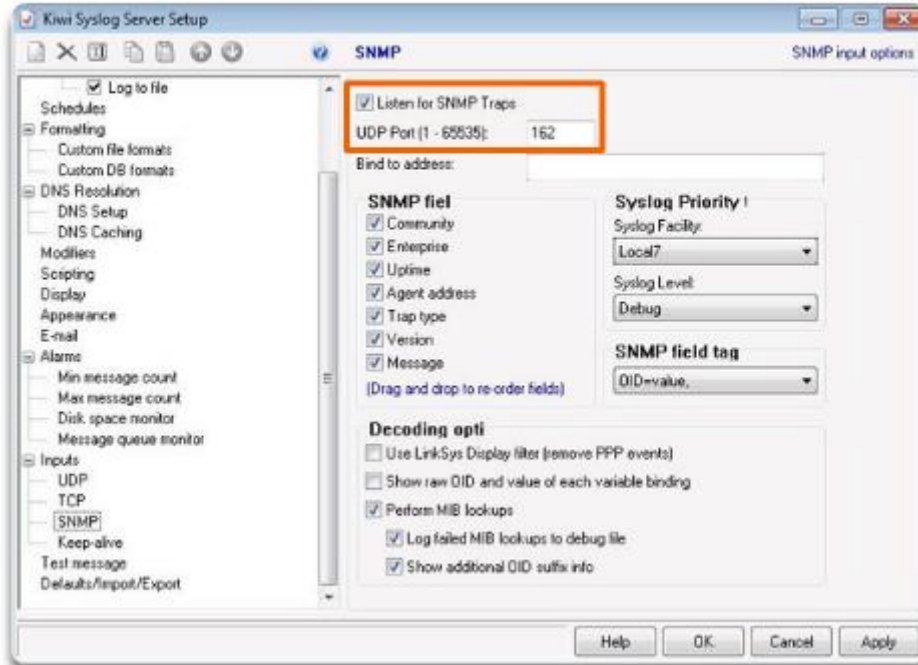 Kiwi Syslog Server Setup
SNMP
SNMP input options
Log to file
Schedules
Formatting
Custom file formats
Custom DB formats
DNS Resolution
DNS Setup
DNS Caching
Modifiers
Scripting
Display
Appearance
E-mail
Alarms
Min message count
Max message count
Disk space monitor
Message queue monitor
Inputs
UDP
TCP
SNMP
Keep-alive
Test message
Defaults/Import/Export
Listen for SNMP Traps
UDP Port (1 - 65535): 162
Bind to address:
SNMP fiel
Community
Enterprise
Uptime
Agent address
Trap type
Version
Message
(Drag and drop to re-order fields)
Syslog Priority !
Syslog Facility:
Local7
Syslog Level:
Debug
SNMP field tag
OID=value,
Decoding opti
Use LinkSys Display filter (remove PPP events)
Show raw OID and value of each variable binding
Perform MIB lookups
Log failed MIB lookups to debug file
Show additional OID suffix info
Help
OK
Cancel
Apply